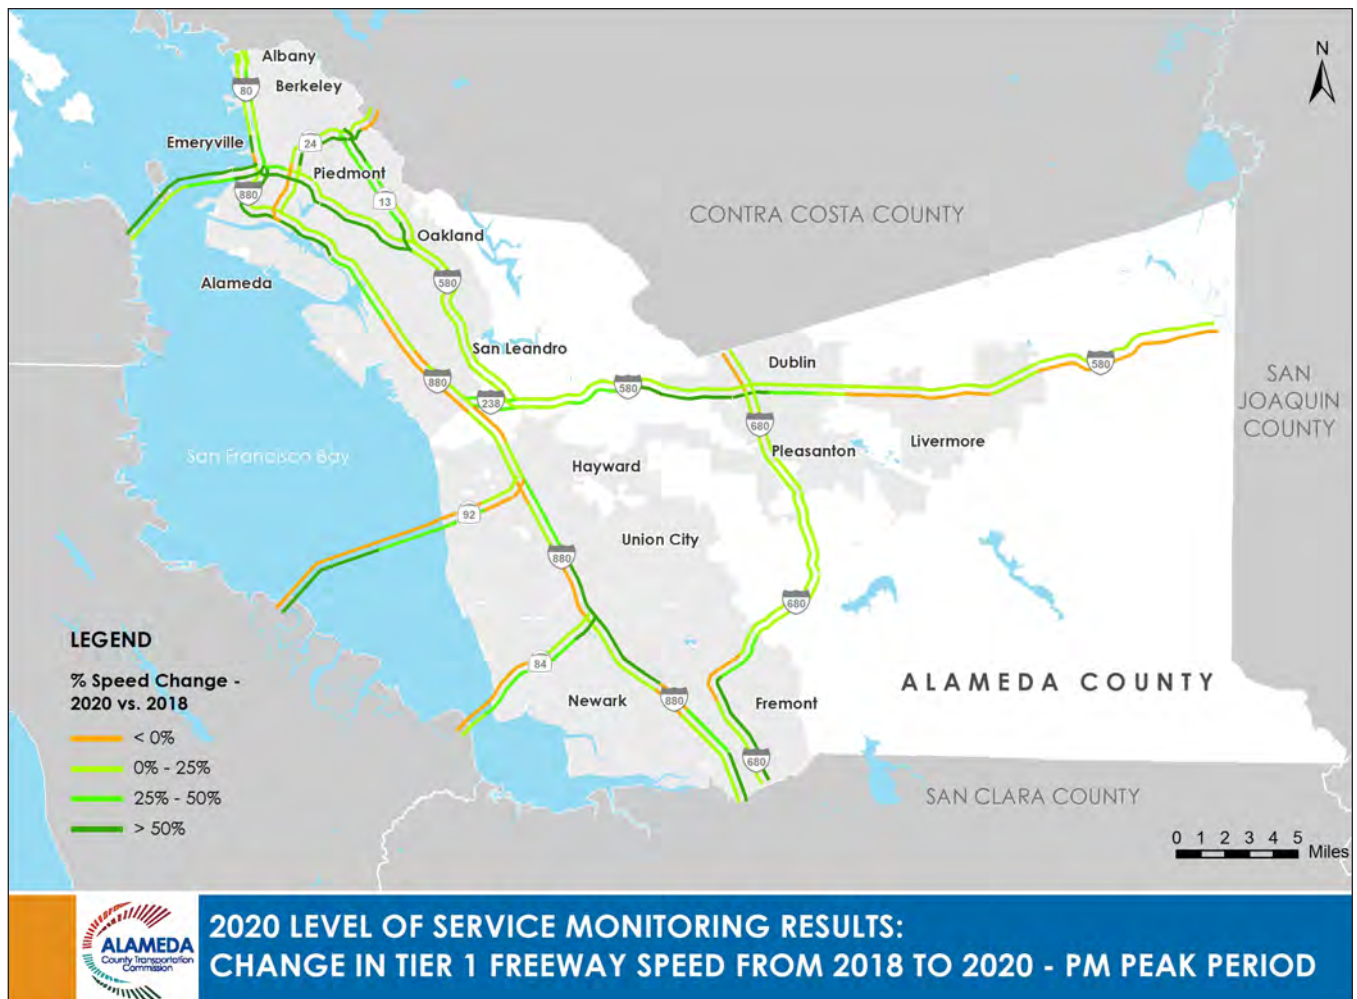 N
Albany
80
Berkeley
Emeryville
24
Piedmont
880
13
CONTRA COSTA COUNTY
Oakland
Alameda
580
San Leandro
Dublin
880
580
580
238
SAN
JOAQUIN
COUNTY
680
Livermore
Pleasanton
San Francisco Bay
Hayward
92
Union City
880
680
LEGEND
84
% Speed Change -
2020 vs. 2018
ALAMEDA COUNTY
Newark
880
Fremont
< 0%
0% - 25%
680
25% - 50%
SAN CLARA COUNTY
> 50%
0 1 2 3 4 5
Miles
ALAMEDA
County Transportation
Commission
2020 LEVEL OF SERVICE MONITORING RESULTS:
CHANGE IN TIER 1 FREEWAY SPEED FROM 2018 TO 2020 - PM PEAK PERIOD